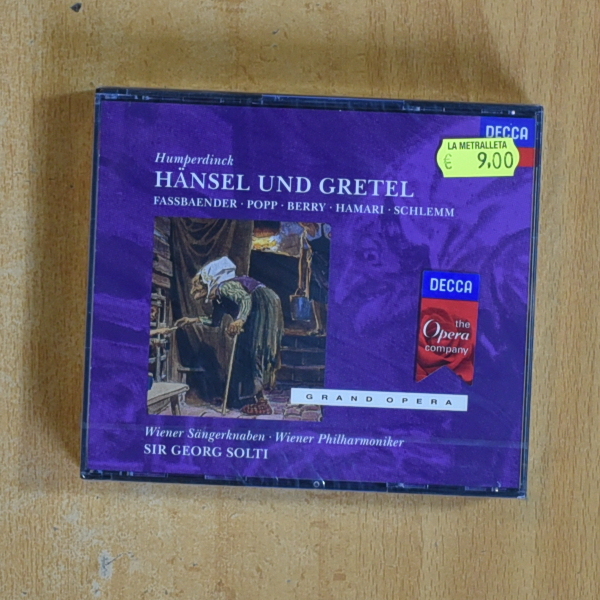 DECCA
LA METRALLETA
€ 9,00
Humperdinck
HÄNSEL UND GRETEL
FASSBAENDER · POPP · BERRY · HAMARI · SCHLEMM
DECCA
the
Opera
company
GRAND OPERA
Wiener Sängerknaben · Wiener Philharmoniker
SIR GEORG SOLTI